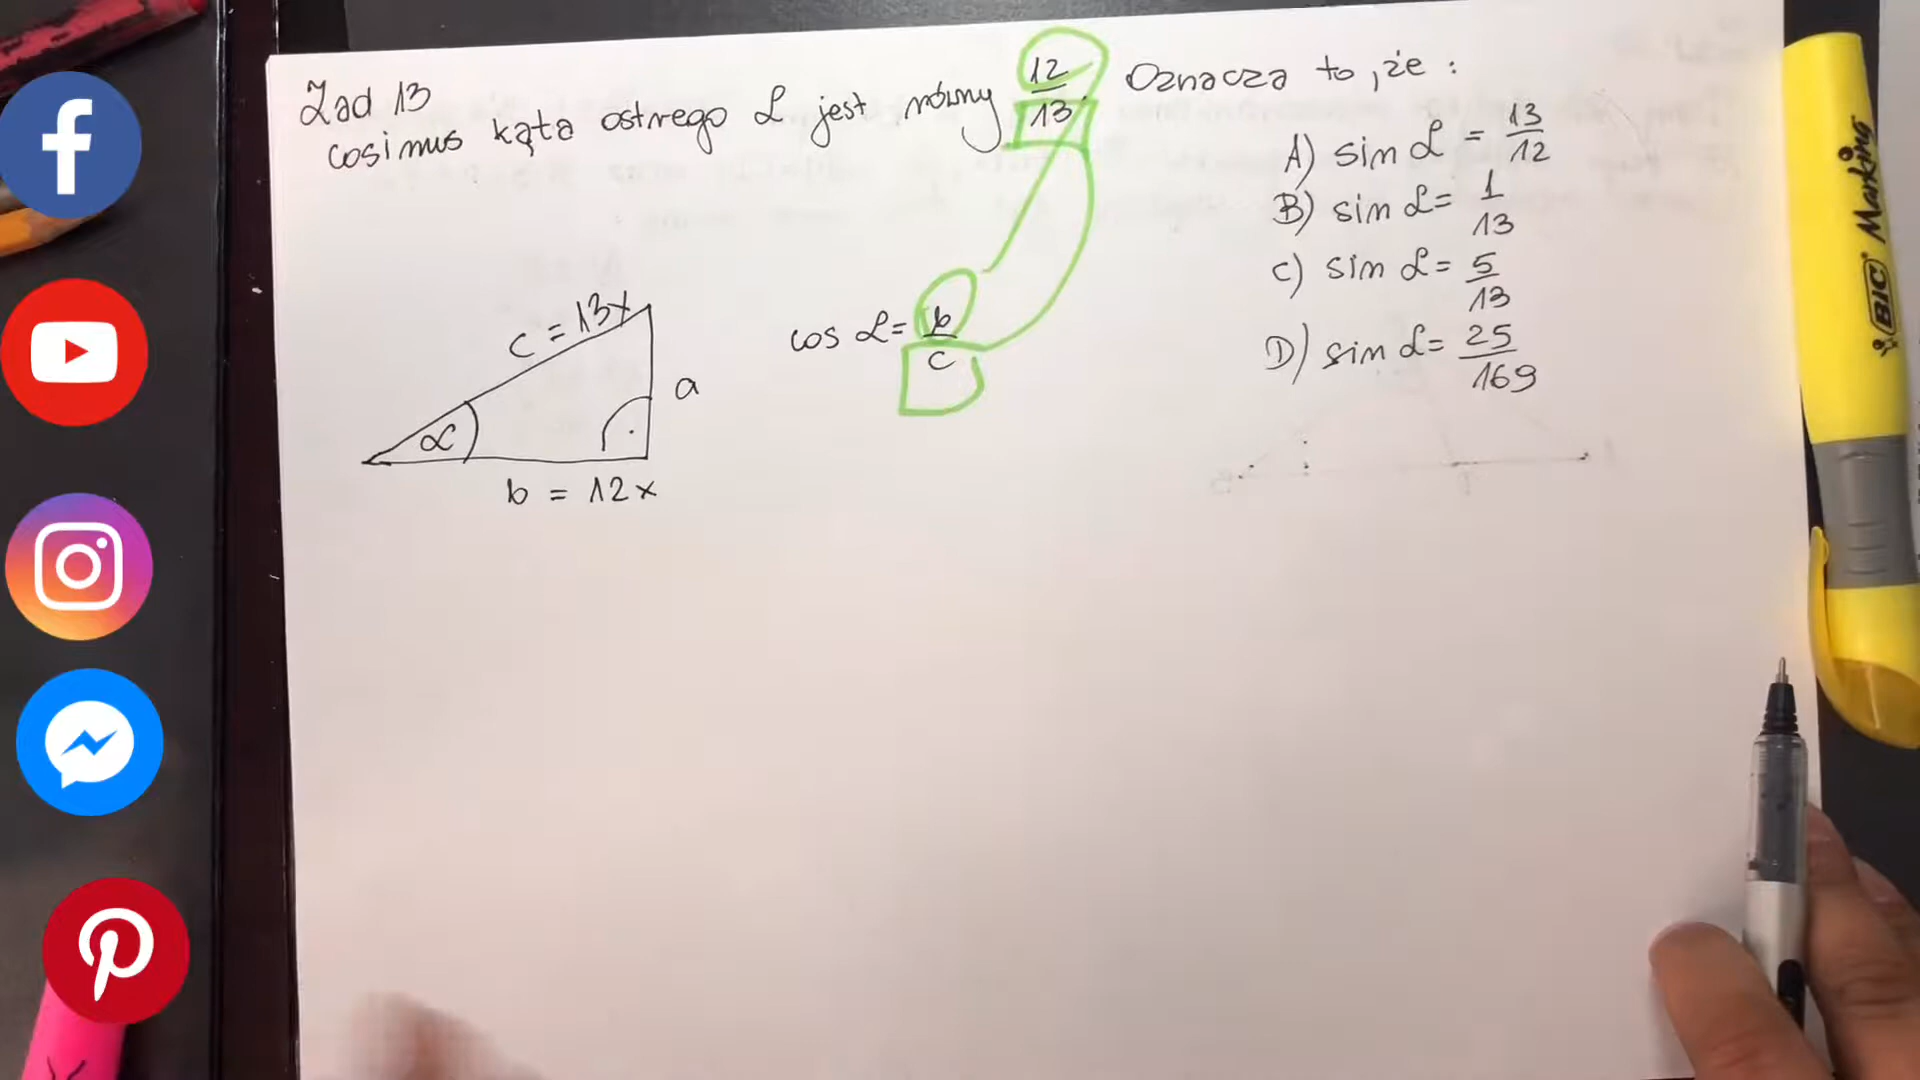 Zad 13
cosinus kąta ostrego α jest równy 12/13. Oznacza to, że:
A) sin α = 13/12
B) sin α = 1/13
C) sin α = 5/13
D) sin α = 25/169
c = 13x
cos α = b/c
a
α
b = 12x
BIC Marking